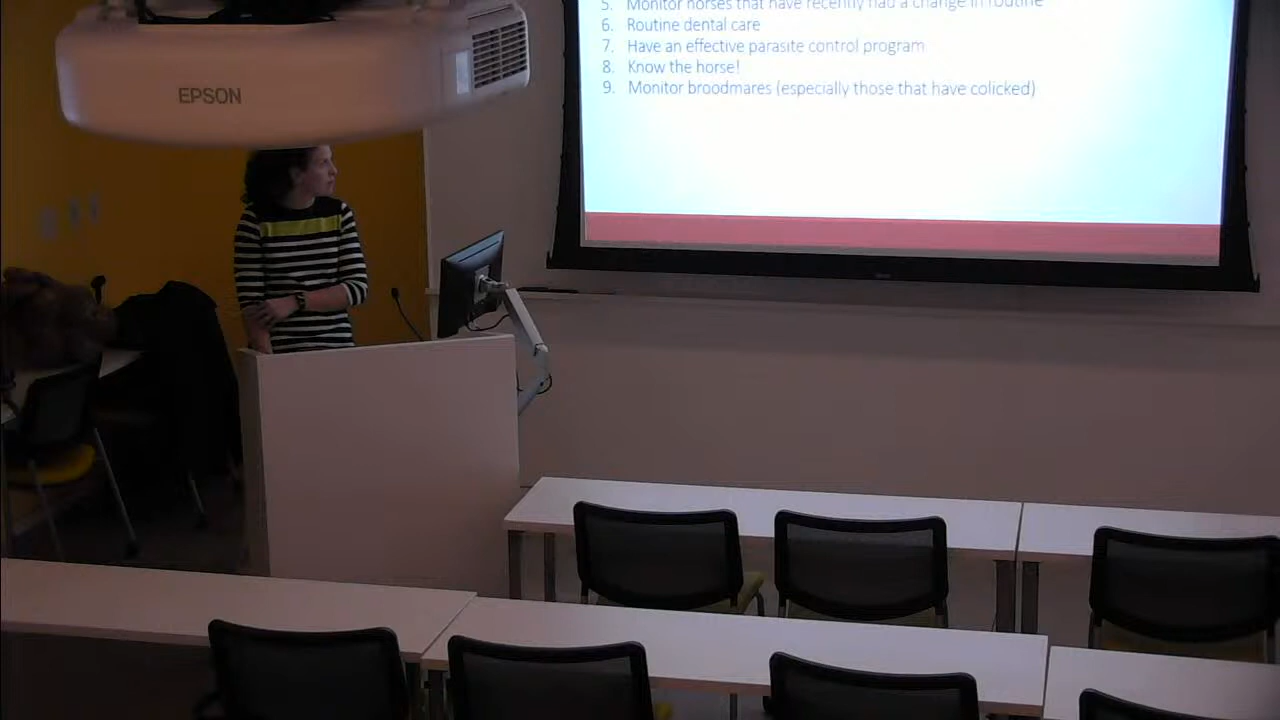 5. Monitor horses that have recently had a change in routine
6. Routine dental care
7. Have an effective parasite control program
8. Know the horse!
9. Monitor broodmares (especially those that have colicked)
EPSON